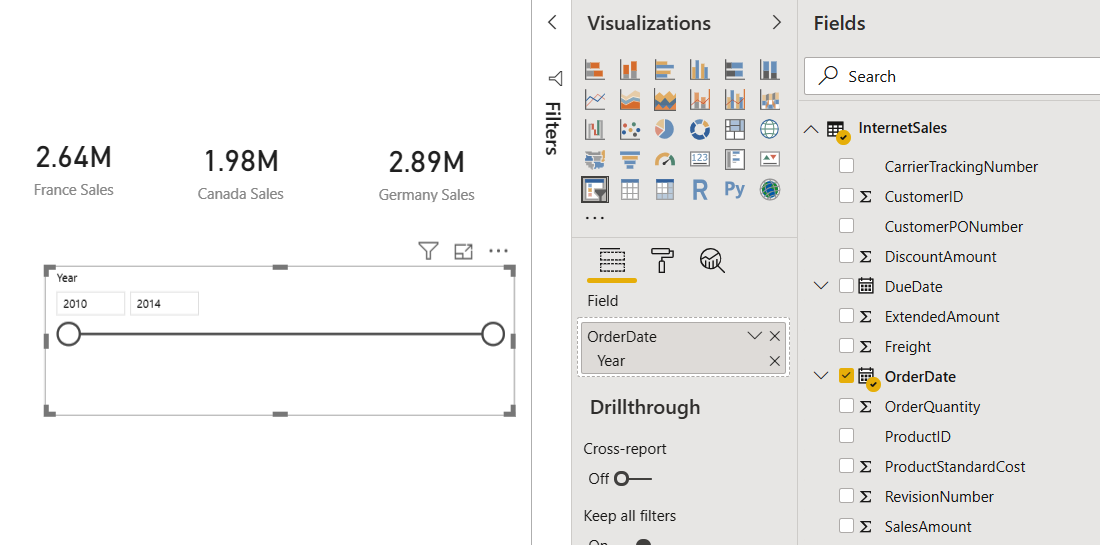 2.64M
France Sales
1.98M
Canada Sales
2.89M
Germany Sales
Year
2010
2014
Filters
Visualizations
123
R
Py
Field
OrderDate
Year
Drillthrough
Cross-report
Off
Keep all filters
On
Fields
Search
InternetSales
CarrierTrackingNumber
Σ CustomerID
CustomerPONumber
Σ DiscountAmount
DueDate
Σ ExtendedAmount
Σ Freight
OrderDate
Σ OrderQuantity
ProductID
Σ ProductStandardCost
Σ RevisionNumber
Σ SalesAmount